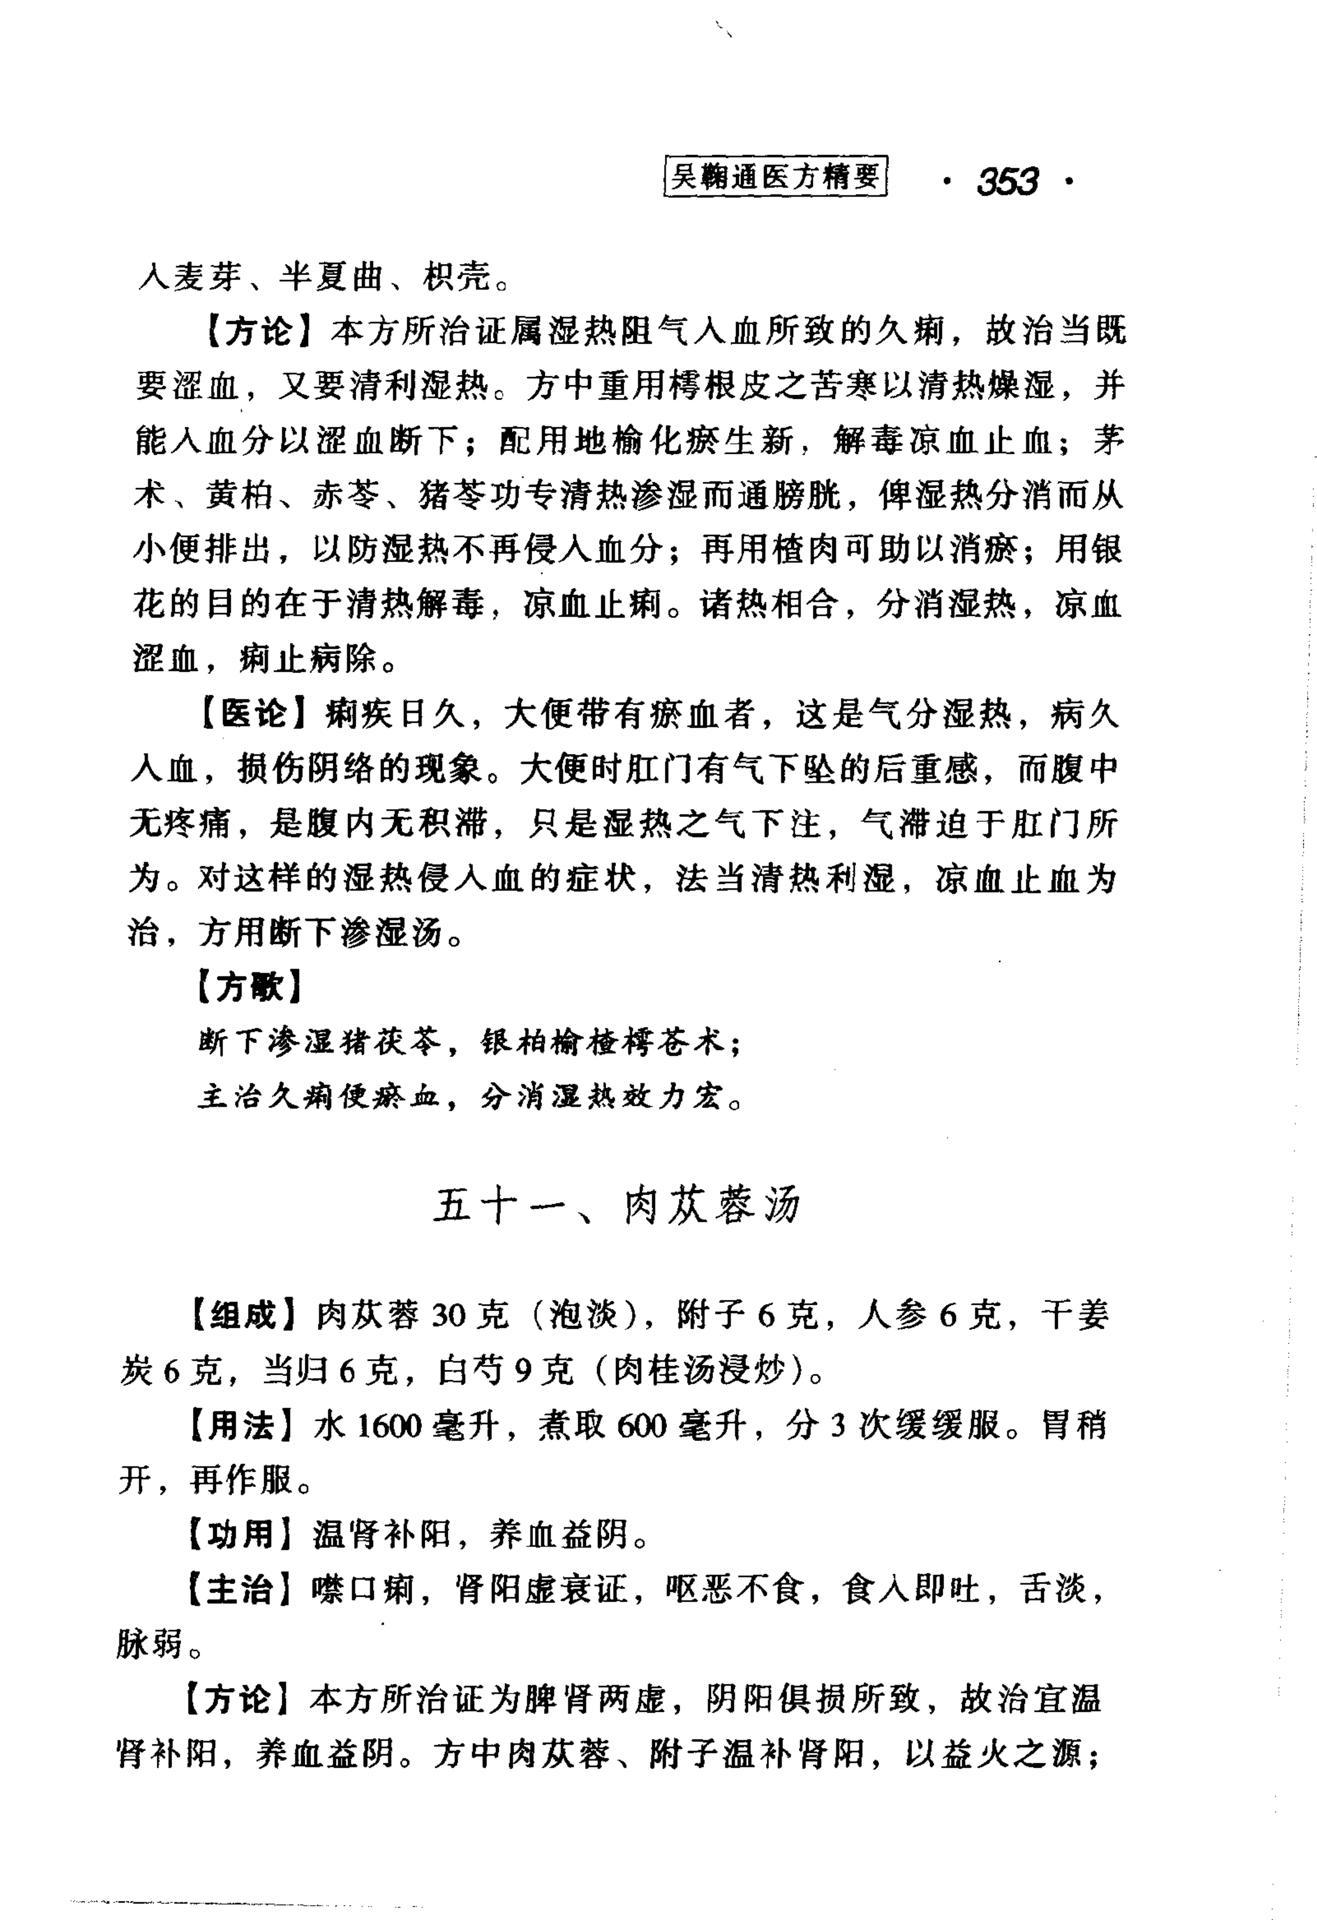 吴鞠通医方精要 · 353 ·
入麦芽、半夏曲、枳壳。
【方论】本方所治证属湿热阻气入血所致的久痢，故治当既
要涩血，又要清利湿热。方中重用樗根皮之苦寒以清热燥湿，并
能入血分以涩血断下；配用地榆化瘀生新，解毒凉血止血；茅
术、黄柏、赤苓、猪苓功专清热渗湿而通膀胱，俾湿热分消而从
小便排出，以防湿热不再侵入血分；再用楂肉可助以消瘀；用银
花的目的在于清热解毒，凉血止痢。诸热相合，分消湿热，凉血
涩血，痢止病除。
【医论】痢疾日久，大便带有瘀血者，这是气分湿热，病久
入血，损伤阴络的现象。大便时肛门有气下坠的后重感，而腹中
无疼痛，是腹内无积滞，只是湿热之气下注，气滞迫于肛门所
为。对这样的湿热侵入血的症状，法当清热利湿，凉血止血为
治，方用断下渗湿汤。
【方歌】
断下渗湿猪茯苓，银柏榆楂樗苍术；
主治久痢便瘀血，分消湿热效力宏。
五十一、肉苁蓉汤
【组成】肉苁蓉 30 克（泡淡），附子 6 克，人参 6 克，干姜
炭 6 克，当归 6 克，白芍 9 克（肉桂汤浸炒）。
【用法】水 1600 毫升，煮取 600 毫升，分 3 次缓缓服。胃稍
开，再作服。
【功用】温肾补阳，养血益阴。
【主治】噤口痢，肾阳虚衰证，呕恶不食，食入即吐，舌淡，
脉弱。
【方论】本方所治证为脾肾两虚，阴阳俱损所致，故治宜温
肾补阳，养血益阴。方中肉苁蓉、附子温补肾阳，以益火之源；